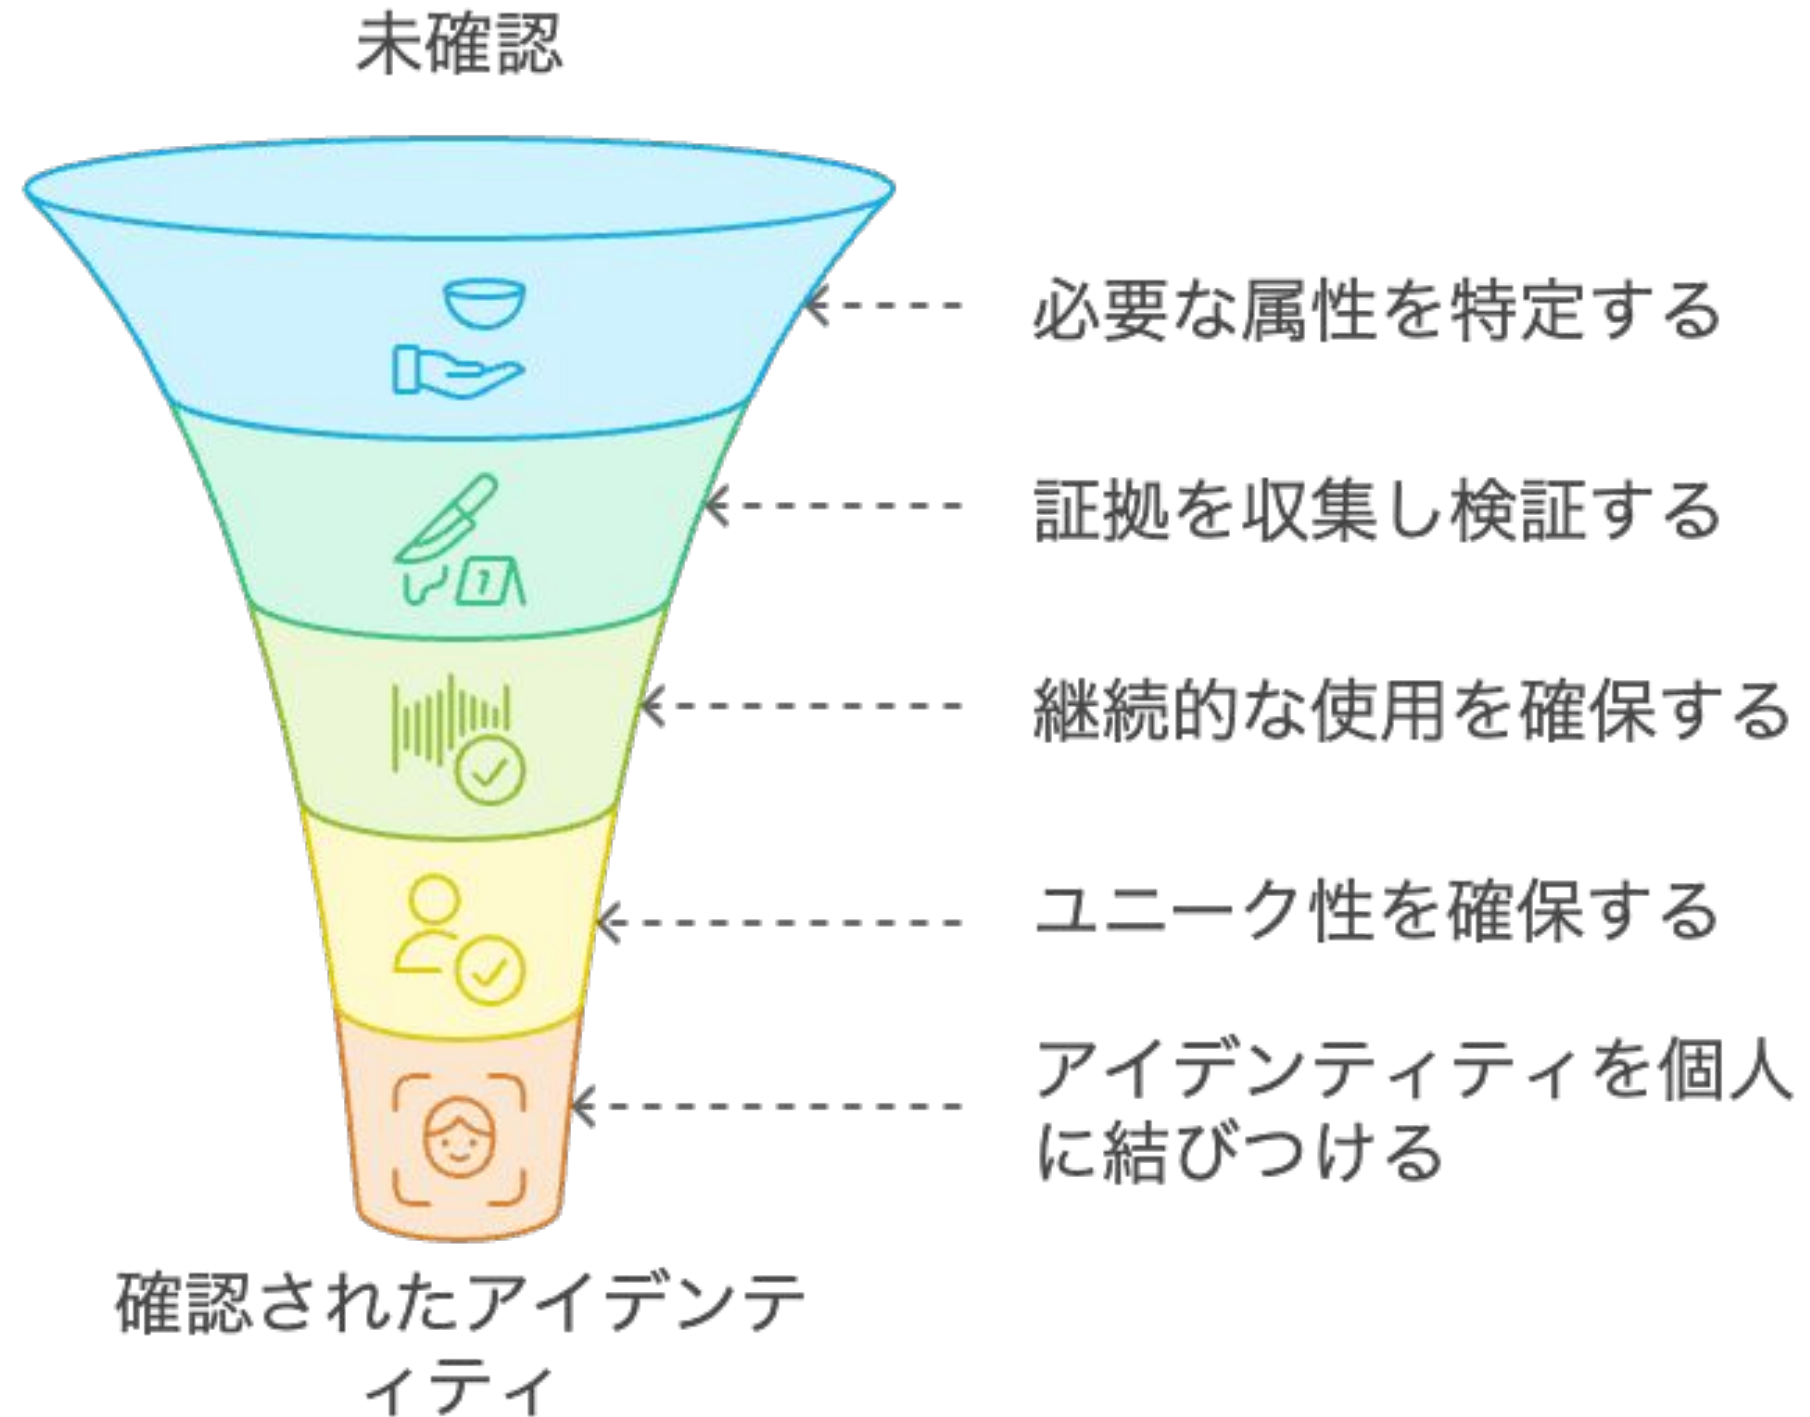 未確認
必要な属性を特定する
証拠を収集し検証する
継続的な使用を確保する
ユニーク性を確保する
アイデンティティを個人
に結びつける
確認されたアイデンテ
ィティ